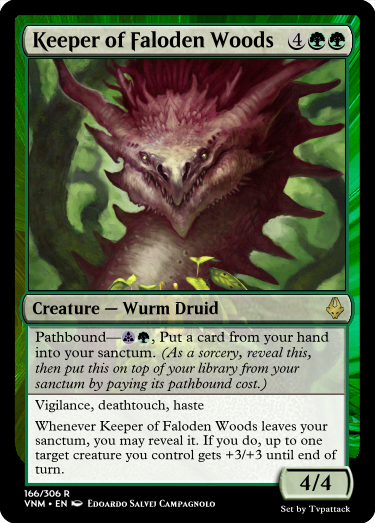 Keeper of Faloden Woods 4
Creature — Wurm Druid
Pathbound—, Put a card from your hand
into your sanctum. (As a sorcery, reveal this,
then put this on top of your library from your
sanctum by paying its pathbound cost.)
Vigilance, deathtouch, haste
Whenever Keeper of Faloden Woods leaves your
sanctum, you may reveal it. If you do, up to one
target creature you control gets +3/+3 until end of
turn.
4/4
166/306 R
VNM • EN Edoardo Salvej Campagnolo
Set by Tvpattack